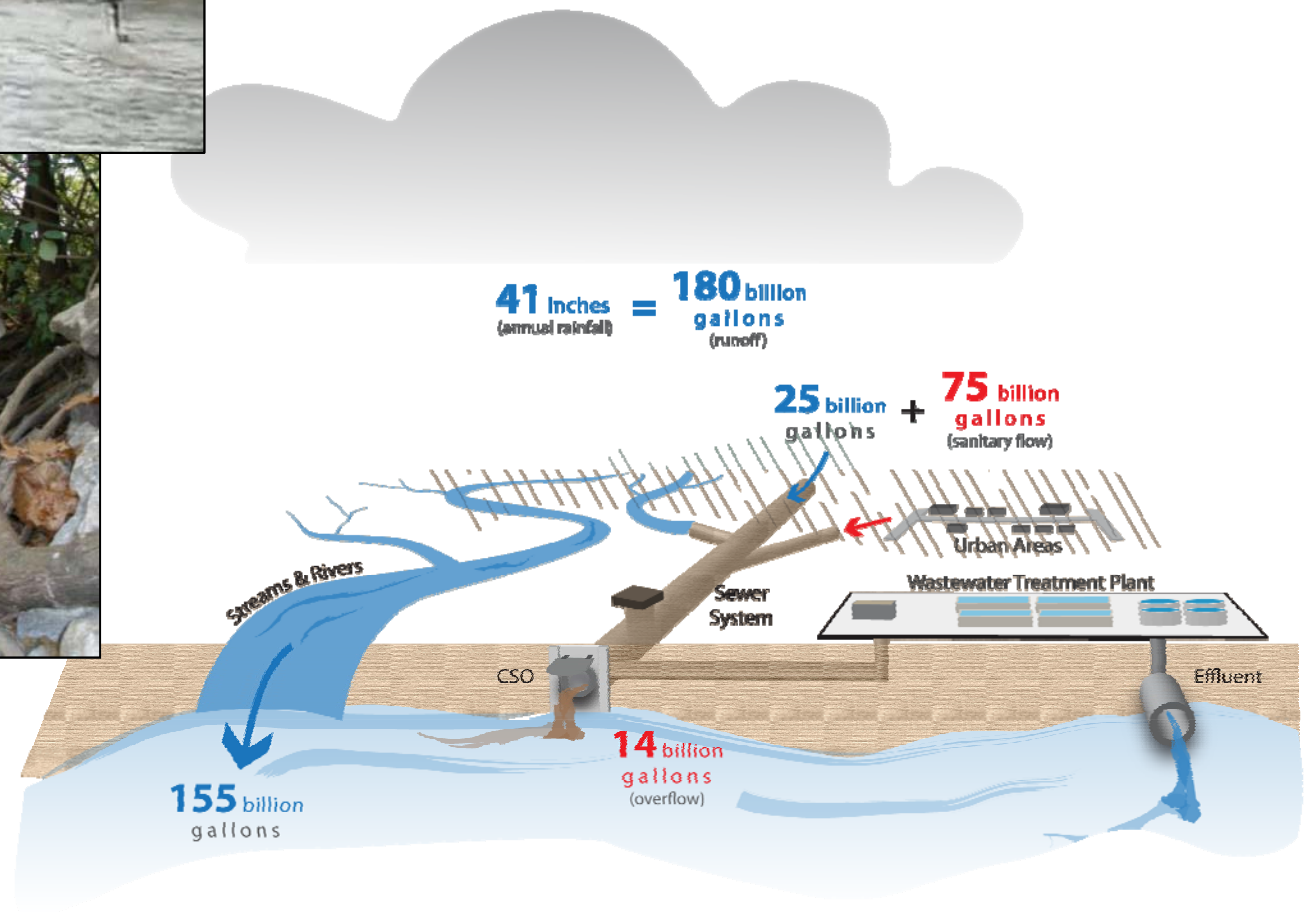 41 Inches
(annual rainfall)
=
180 billion
gallons
(runoff)
25 billion
gallons
+
75 billion
gallons
(sanitary flow)
Urban Areas
Streams & Rivers
Wastewater Treatment Plant
Sewer
System
CSO
Effluent
14 billion
gallons
(overflow)
155 billion
gallons